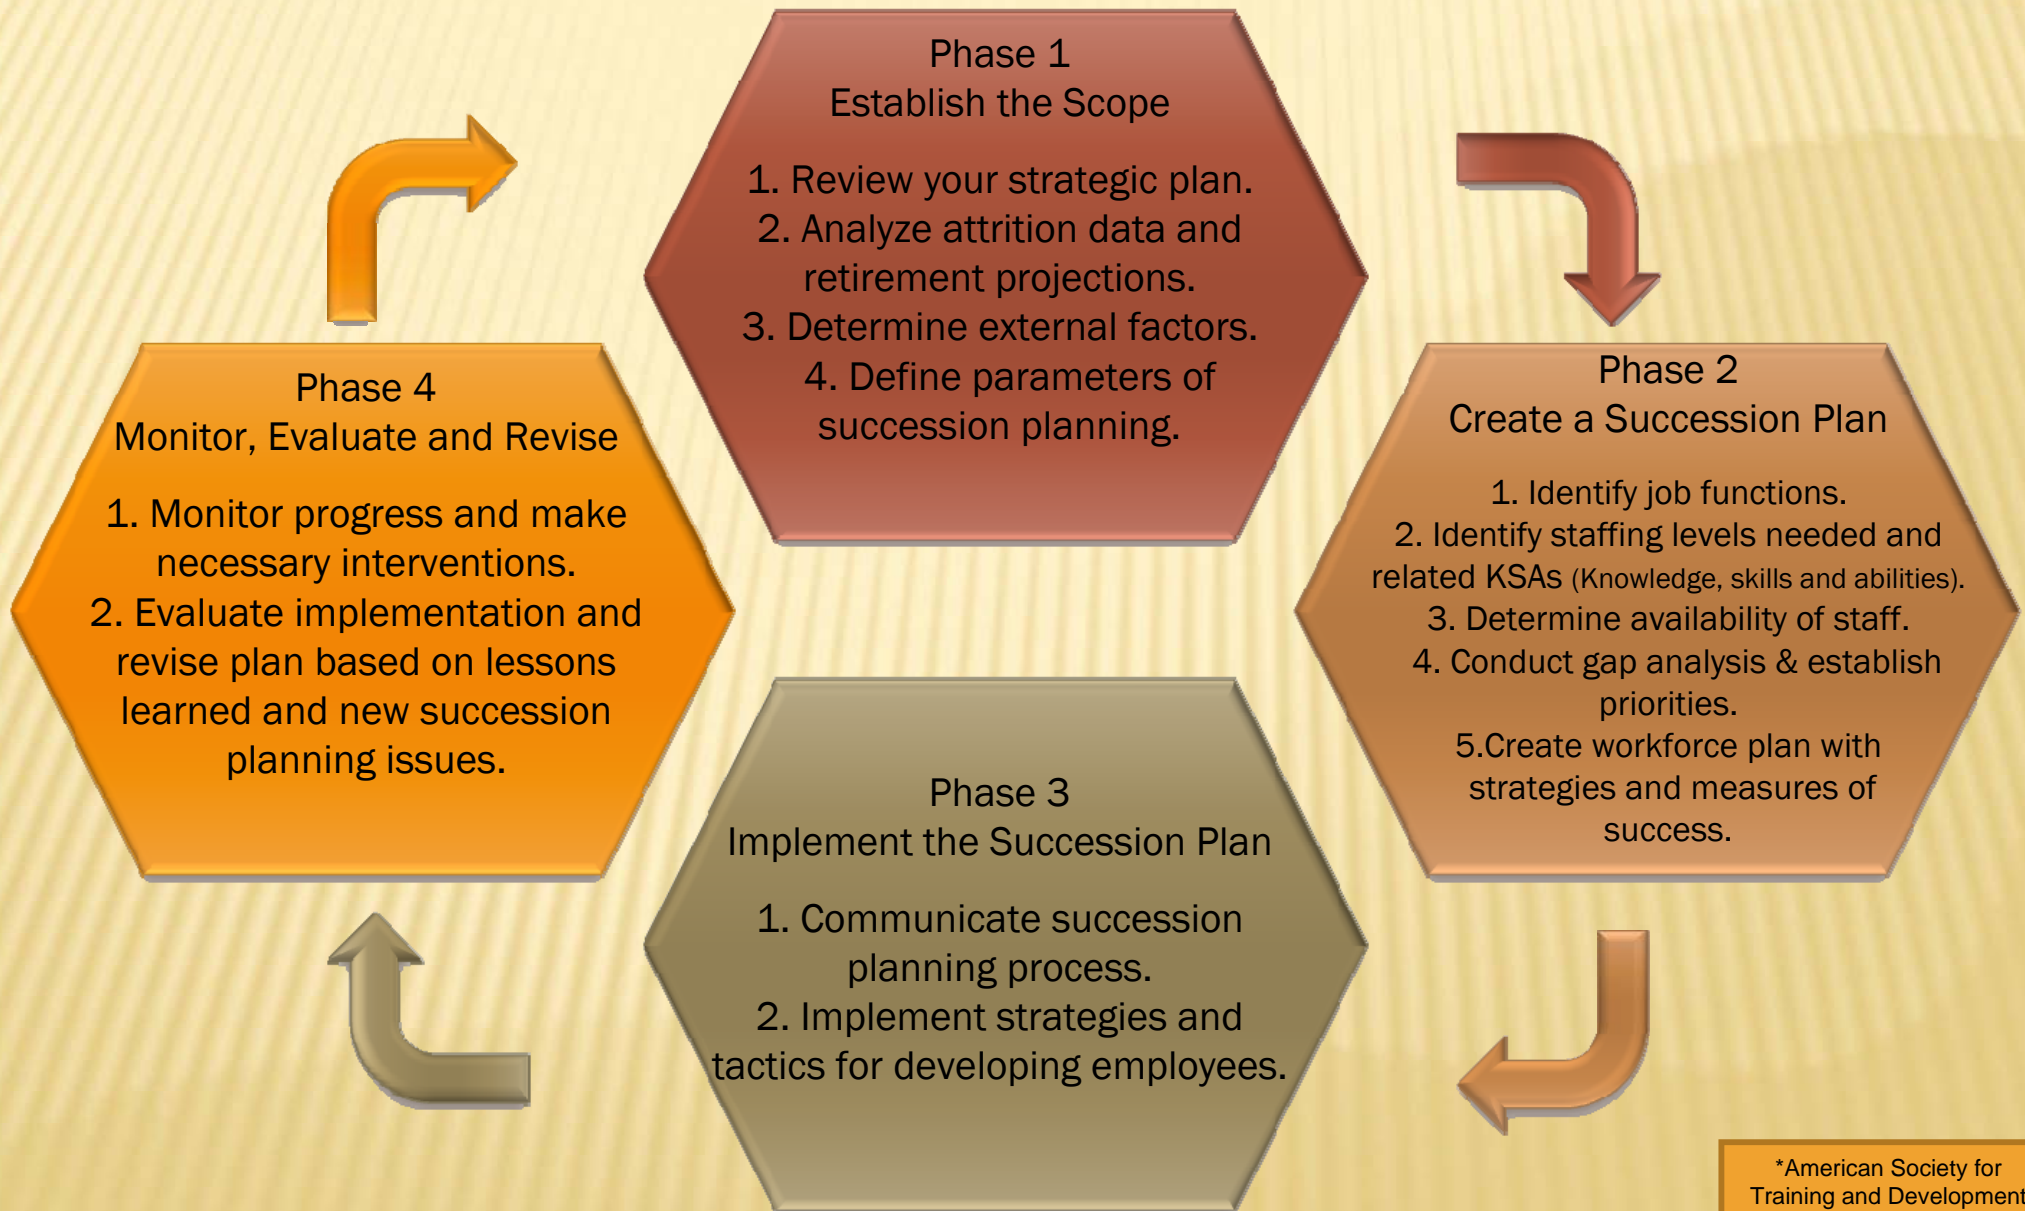 Phase 1
Establish the Scope
1. Review your strategic plan.
2. Analyze attrition data and
retirement projections.
3. Determine external factors.
4. Define parameters of
succession planning.
Phase 2
Create a Succession Plan
1. Identify job functions.
2. Identify staffing levels needed and
related KSAs (Knowledge, skills and abilities).
3. Determine availability of staff.
4. Conduct gap analysis & establish
priorities.
5.Create workforce plan with
strategies and measures of
success.
Phase 3
Implement the Succession Plan
1. Communicate succession
planning process.
2. Implement strategies and
tactics for developing employees.
Phase 4
Monitor, Evaluate and Revise
1. Monitor progress and make
necessary interventions.
2. Evaluate implementation and
revise plan based on lessons
learned and new succession
planning issues.
*American Society for
Training and Development